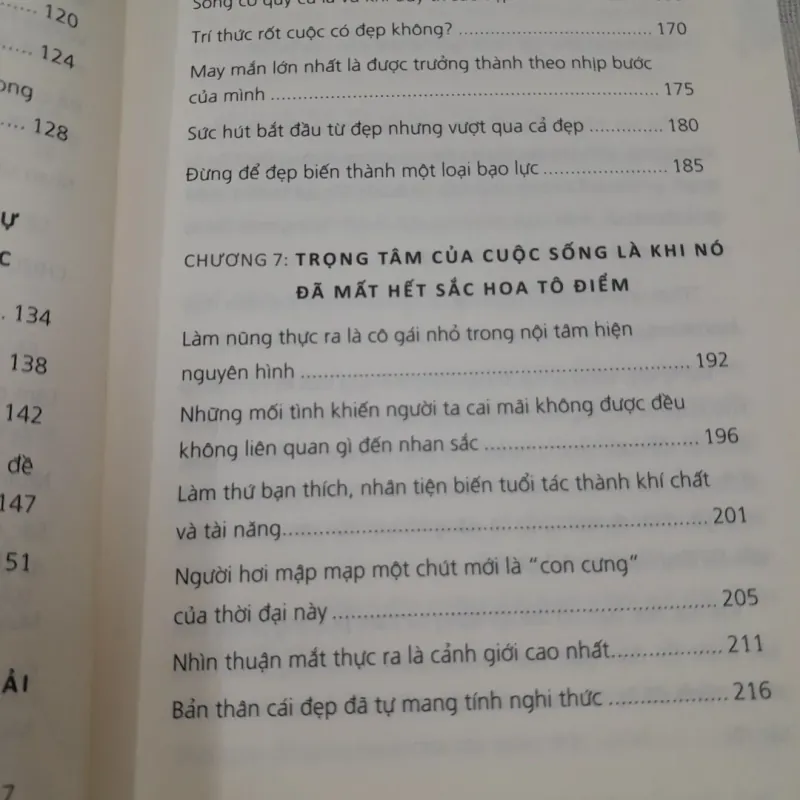 120
124
128
Ự
C
134
138
142
đề
147
51
ẢI
7
Trí thức rốt cuộc có đẹp không? ........ 170
May mắn lớn nhất là được trưởng thành theo nhịp bước
của mình ........ 175
Sức hút bắt đầu từ đẹp nhưng vượt qua cả đẹp ........ 180
Đừng để đẹp biến thành một loại bạo lực ........ 185
CHƯƠNG 7: TRỌNG TÂM CỦA CUỘC SỐNG LÀ KHI NÓ
ĐÃ MẤT HẾT SẮC HOA TÔ ĐIỂM
Làm nũng thực ra là cô gái nhỏ trong nội tâm hiện
nguyên hình ........ 192
Những mối tình khiến người ta cai mãi không được đều
không liên quan gì đến nhan sắc ........ 196
Làm thứ bạn thích, nhân tiện biến tuổi tác thành khí chất
và tài năng........ 201
Người hơi mập mạp một chút mới là “con cưng”
của thời đại này ........ 205
Nhìn thuận mắt thực ra là cảnh giới cao nhất........ 211
Bản thân cái đẹp đã tự mang tính nghi thức ........ 216